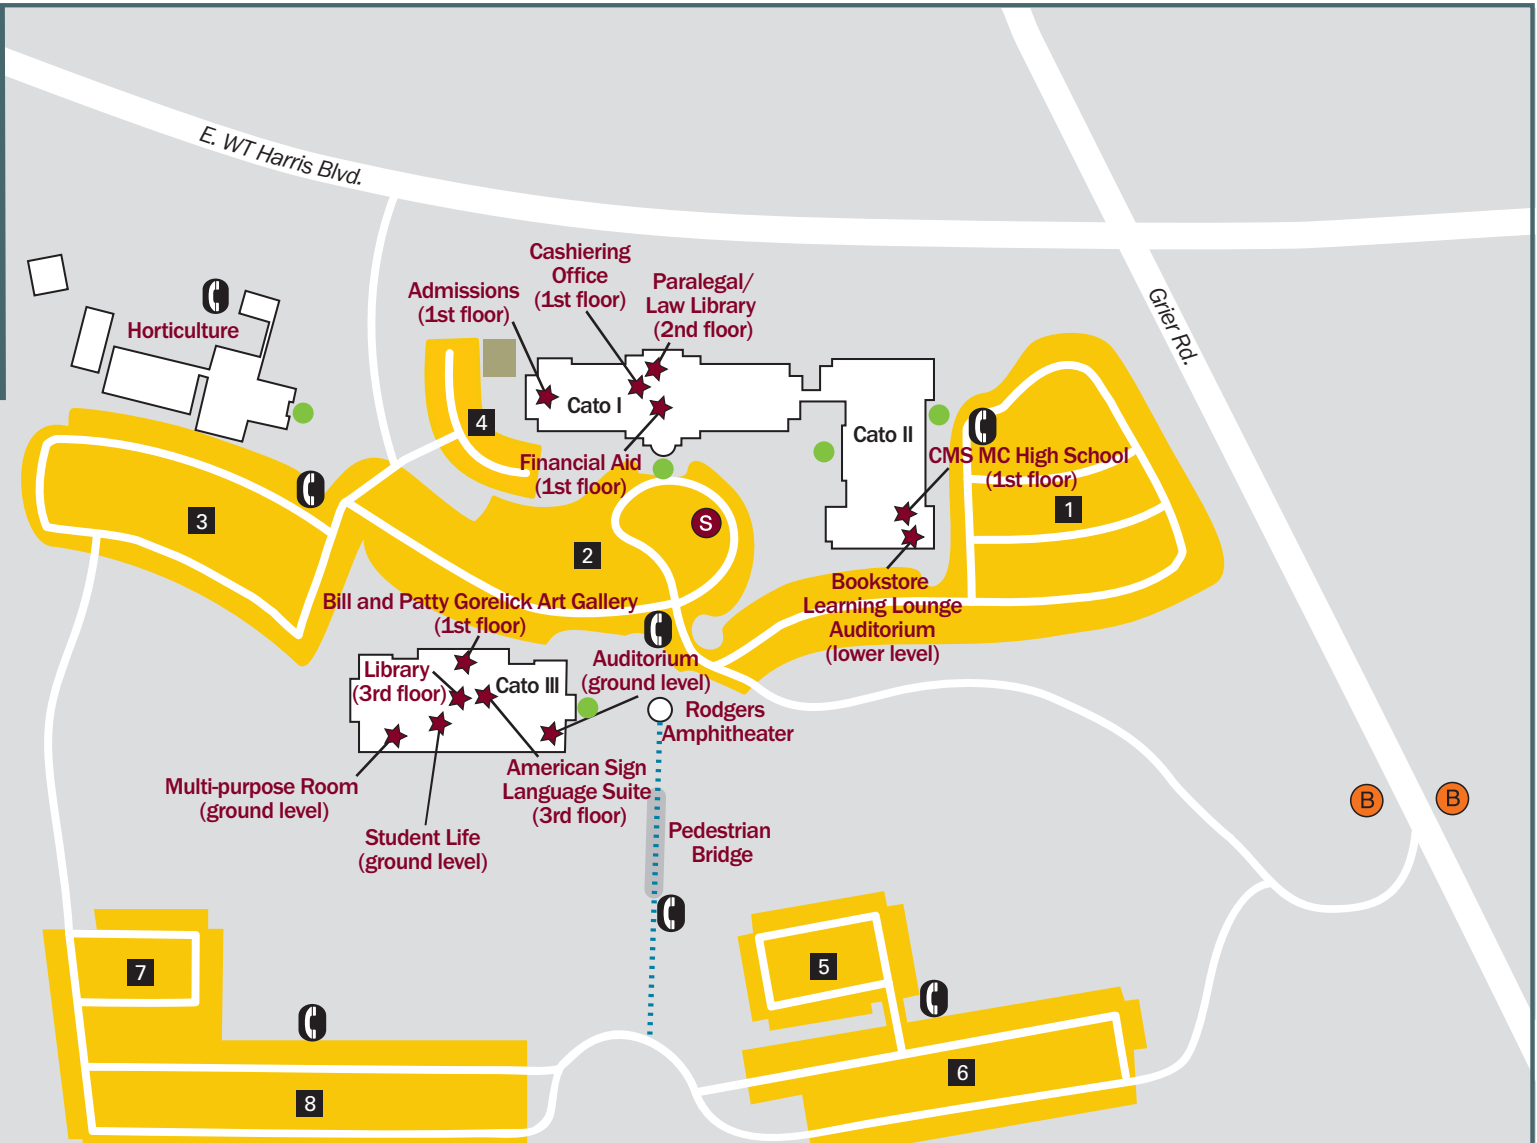 E. WT Harris Blvd.
Grier Rd.
Cashiering
Office
(1st floor)
Paralegal/
Law Library
(2nd floor)
Admissions
(1st floor)
Horticulture
Cato I
4
Cato II
Financial Aid
(1st floor)
CMS MC High School
(1st floor)
1
3
S
2
Bookstore
Learning Lounge
Auditorium
(lower level)
Bill and Patty Gorelick Art Gallery
(1st floor)
Library
(3rd floor)
Cato III
Auditorium
(ground level)
Rodgers
Amphitheater
Multi-purpose Room
(ground level)
American Sign
Language Suite
(3rd floor)
Student Life
(ground level)
Pedestrian
Bridge
B
B
7
5
8
6